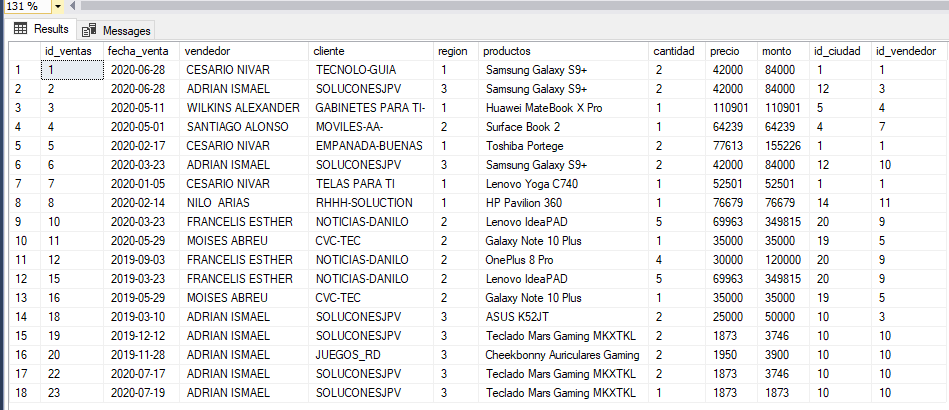 131 %
Results Messages
id_ventas fecha_venta vendedor cliente region productos cantidad precio monto id_ciudad id_vendedor
1 1 2020-06-28 CESARIO NIVAR TECNOLO-GUIA 1 Samsung Galaxy S9+ 2 42000 84000 1 1
2 2 2020-06-28 ADRIAN ISMAEL SOLUCONESJPV 3 Samsung Galaxy S9+ 2 42000 84000 12 3
3 3 2020-05-11 WILKINS ALEXANDER GABINETES PARA TI- 1 Huawei MateBook X Pro 1 110901 110901 5 4
4 4 2020-05-01 SANTIAGO ALONSO MOVILES-AA- 2 Surface Book 2 1 64239 64239 4 7
5 5 2020-02-17 CESARIO NIVAR EMPANADA-BUENAS 1 Toshiba Portege 2 77613 155226 1 1
6 6 2020-03-23 ADRIAN ISMAEL SOLUCONESJPV 3 Samsung Galaxy S9+ 2 42000 84000 12 10
7 7 2020-01-05 CESARIO NIVAR TELAS PARA TI 1 Lenovo Yoga C740 1 52501 52501 1 1
8 8 2020-02-14 NILO ARIAS RHHH-SOLUCTION 1 HP Pavilion 360 1 76679 76679 14 11
9 10 2020-03-23 FRANCELIS ESTHER NOTICIAS-DANILO 2 Lenovo IdeaPAD 5 69963 349815 20 9
10 11 2020-05-29 MOISES ABREU CVC-TEC 2 Galaxy Note 10 Plus 1 35000 35000 19 5
11 12 2019-09-03 FRANCELIS ESTHER NOTICIAS-DANILO 2 OnePlus 8 Pro 4 30000 120000 20 9
12 15 2019-03-23 FRANCELIS ESTHER NOTICIAS-DANILO 2 Lenovo IdeaPAD 5 69963 349815 20 9
13 16 2019-05-29 MOISES ABREU CVC-TEC 2 Galaxy Note 10 Plus 1 35000 35000 19 5
14 18 2019-03-10 ADRIAN ISMAEL SOLUCONESJPV 3 ASUS K52JT 2 25000 50000 10 3
15 19 2019-12-12 ADRIAN ISMAEL SOLUCONESJPV 3 Teclado Mars Gaming MKXTKL 2 1873 3746 10 10
16 20 2019-11-28 ADRIAN ISMAEL JUEGOS_RD 3 Cheekbonny Auriculares Gaming 2 1950 3900 10 10
17 22 2020-07-17 ADRIAN ISMAEL SOLUCONESJPV 3 Teclado Mars Gaming MKXTKL 2 1873 3746 10 10
18 23 2020-07-19 ADRIAN ISMAEL SOLUCONESJPV 3 Teclado Mars Gaming MKXTKL 1 1873 1873 10 10